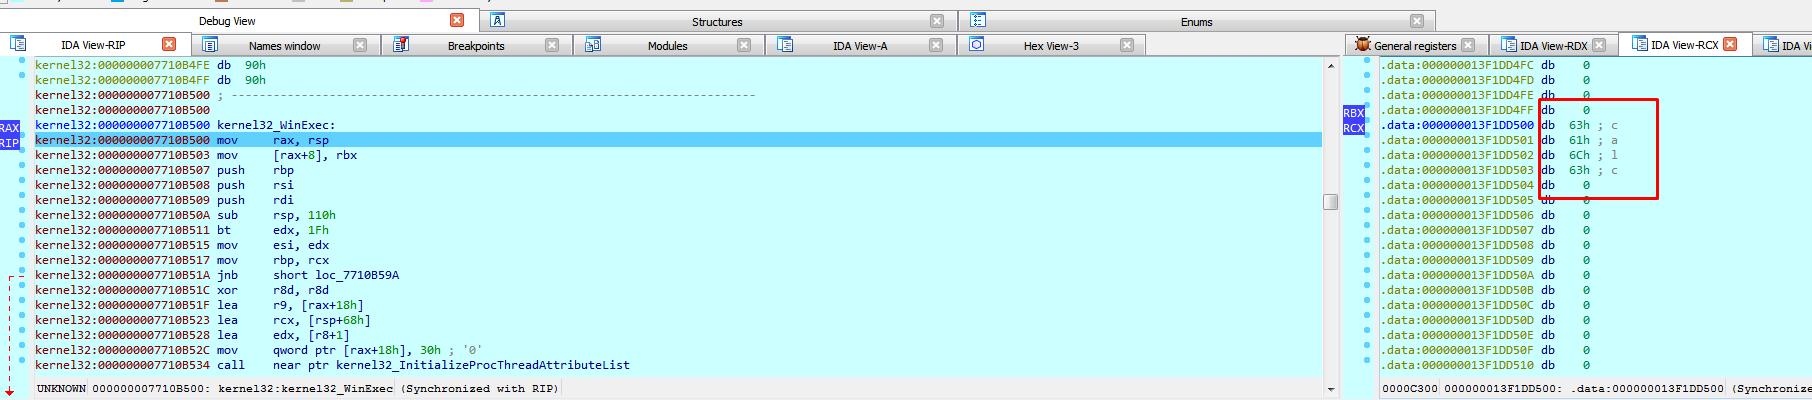 Debug View Structures Enums
IDA View-RIP Names window Breakpoints Modules IDA View-A Hex View-3 General registers IDA View-RDX IDA View-RCX IDA Vi
kernel32:000000007710B4FE db 90h
kernel32:000000007710B4FF db 90h
kernel32:000000007710B500 ; ---------------------------------------------------------------------------
kernel32:000000007710B500
kernel32:000000007710B500 kernel32_WinExec:
RAX
RIP
kernel32:000000007710B500 mov rax, rsp
kernel32:000000007710B503 mov [rax+8], rbx
kernel32:000000007710B507 push rbp
kernel32:000000007710B508 push rsi
kernel32:000000007710B509 push rdi
kernel32:000000007710B50A sub rsp, 110h
kernel32:000000007710B511 bt edx, 1Fh
kernel32:000000007710B515 mov esi, edx
kernel32:000000007710B517 mov rbp, rcx
kernel32:000000007710B51A jnb short loc_7710B59A
kernel32:000000007710B51C xor r8d, r8d
kernel32:000000007710B51F lea r9, [rax+18h]
kernel32:000000007710B523 lea rcx, [rsp+68h]
kernel32:000000007710B528 lea edx, [r8+1]
kernel32:000000007710B52C mov qword ptr [rax+18h], 30h ; '0'
kernel32:000000007710B534 call near ptr kernel32_InitializeProcThreadAttributeList
UNKNOWN 000000007710B500: kernel32:kernel32_WinExec (Synchronized with RIP)
.data:000000013F1DD4FC db 0
.data:000000013F1DD4FD db 0
.data:000000013F1DD4FE db 0
.data:000000013F1DD4FF db 0
RBX
RCX
.data:000000013F1DD500 db 63h ; c
.data:000000013F1DD501 db 61h ; a
.data:000000013F1DD502 db 6Ch ; l
.data:000000013F1DD503 db 63h ; c
.data:000000013F1DD504 db 0
.data:000000013F1DD505 db 0
.data:000000013F1DD506 db 0
.data:000000013F1DD507 db 0
.data:000000013F1DD508 db 0
.data:000000013F1DD509 db 0
.data:000000013F1DD50A db 0
.data:000000013F1DD50B db 0
.data:000000013F1DD50C db 0
.data:000000013F1DD50D db 0
.data:000000013F1DD50E db 0
.data:000000013F1DD50F db 0
.data:000000013F1DD510 db 0
0000C300 000000013F1DD500: .data:000000013F1DD500 (Synchronize